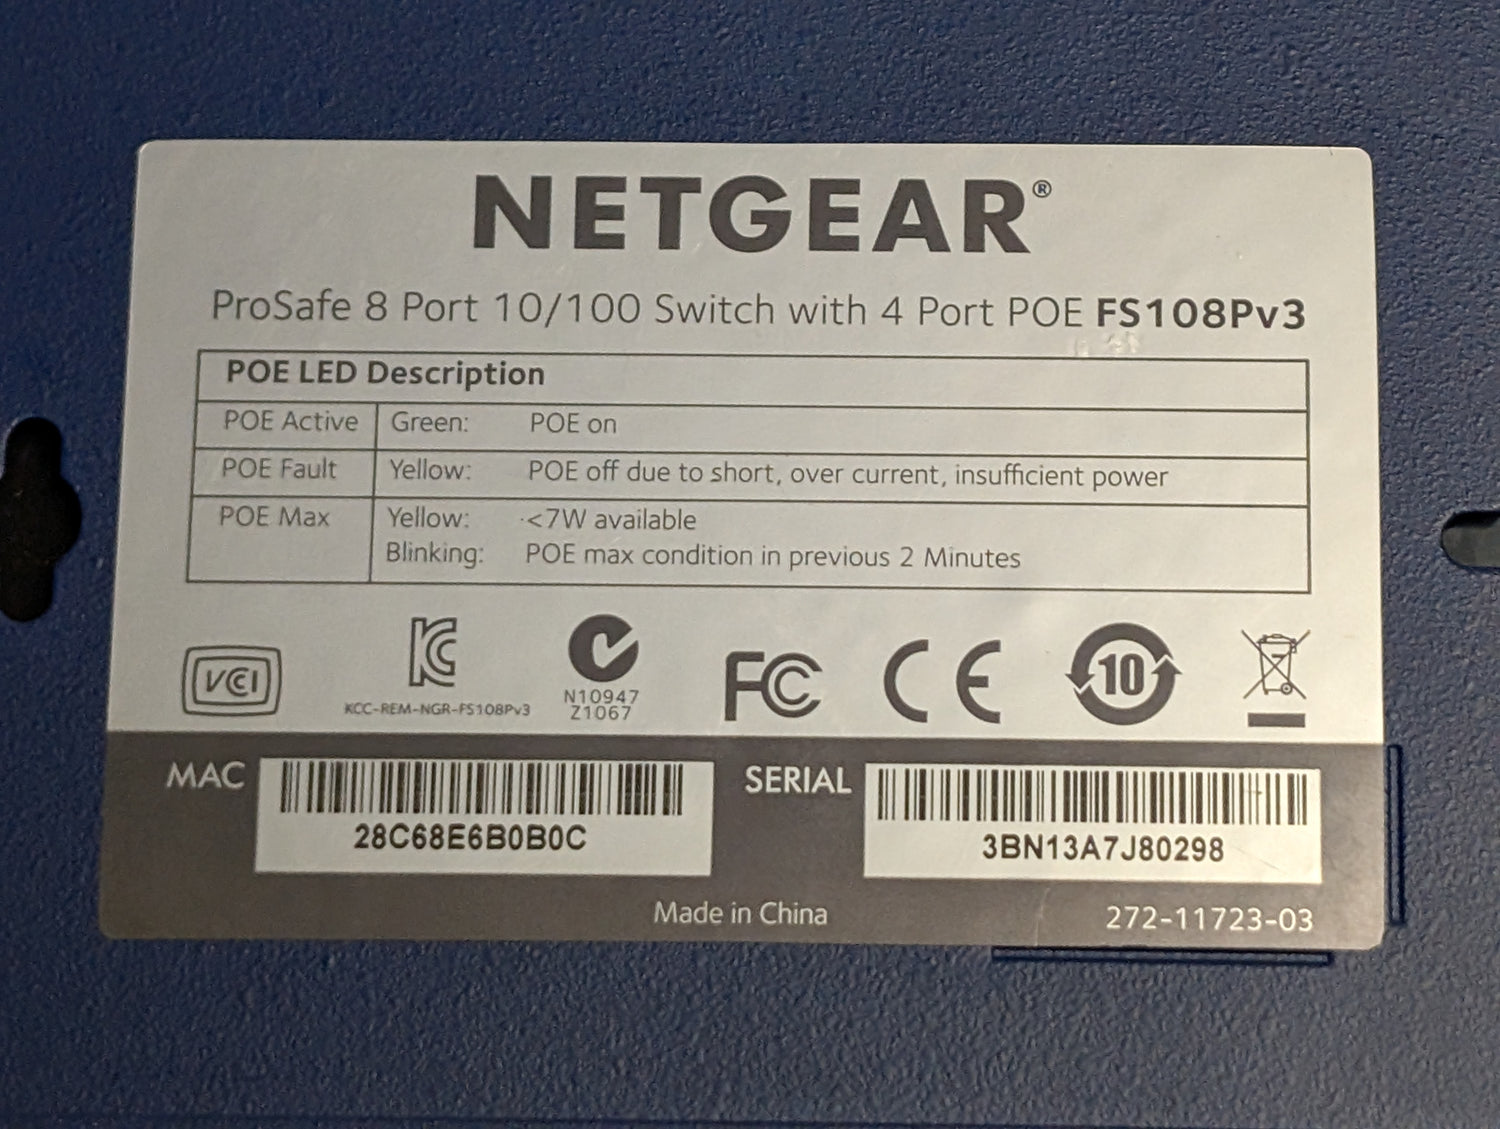 NETGEAR®
ProSafe 8 Port 10/100 Switch with 4 Port POE FS108Pv3
POE LED Description
POE Active Green: POE on
POE Fault Yellow: POE off due to short, over current, insufficient power
POE Max Yellow: <7W available
Blinking: POE max condition in previous 2 Minutes
VCCI
KC
KCC-REM-NGR-FS108Pv3
N10947
Z1067
FC
CE
10
MAC
28C68E6B0B0C
SERIAL
3BN13A7J80298
Made in China
272-11723-03